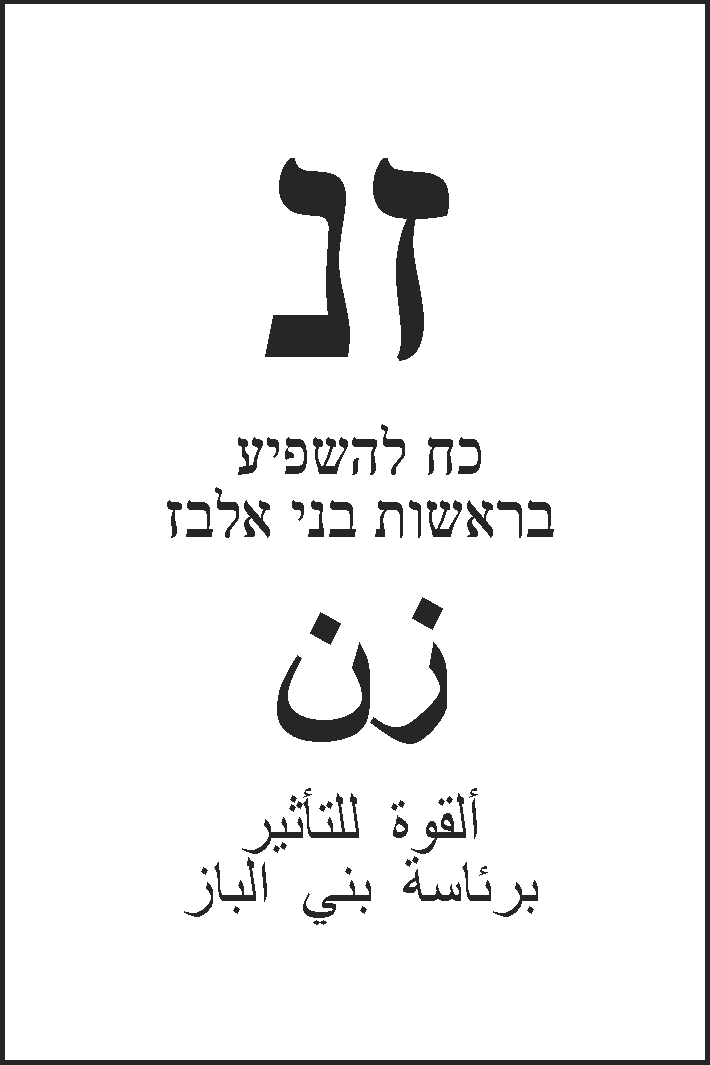 זנ
כח להשפיע
בראשות בני אלבז
زن
ألقوة للتأثير
برئاسة بني الباز